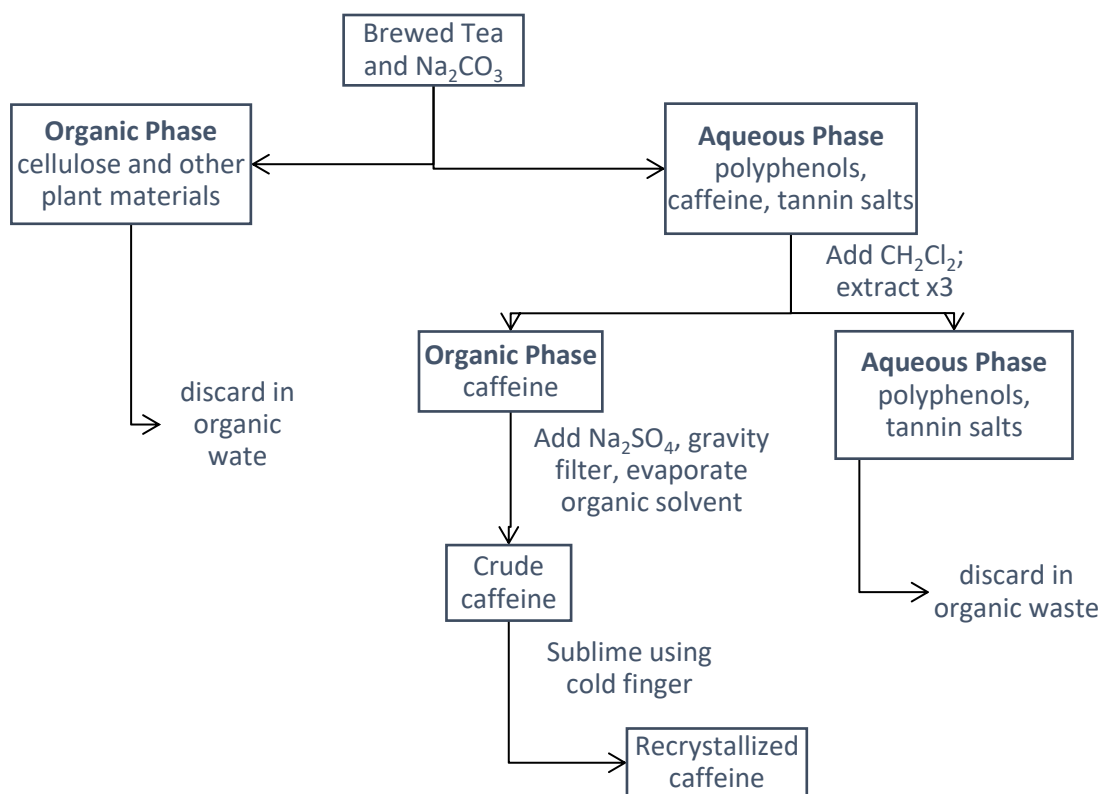 Brewed Tea
and Na₂CO₃
Organic Phase
cellulose and other
plant materials
Aqueous Phase
polyphenols,
caffeine, tannin salts
Add CH₂Cl₂;
extract x3
Organic Phase
caffeine
Aqueous Phase
polyphenols,
tannin salts
discard in
organic
wate
Add Na₂SO₄, gravity
filter, evaporate
organic solvent
Crude
caffeine
discard in
organic waste
Sublime using
cold finger
Recrystallized
caffeine